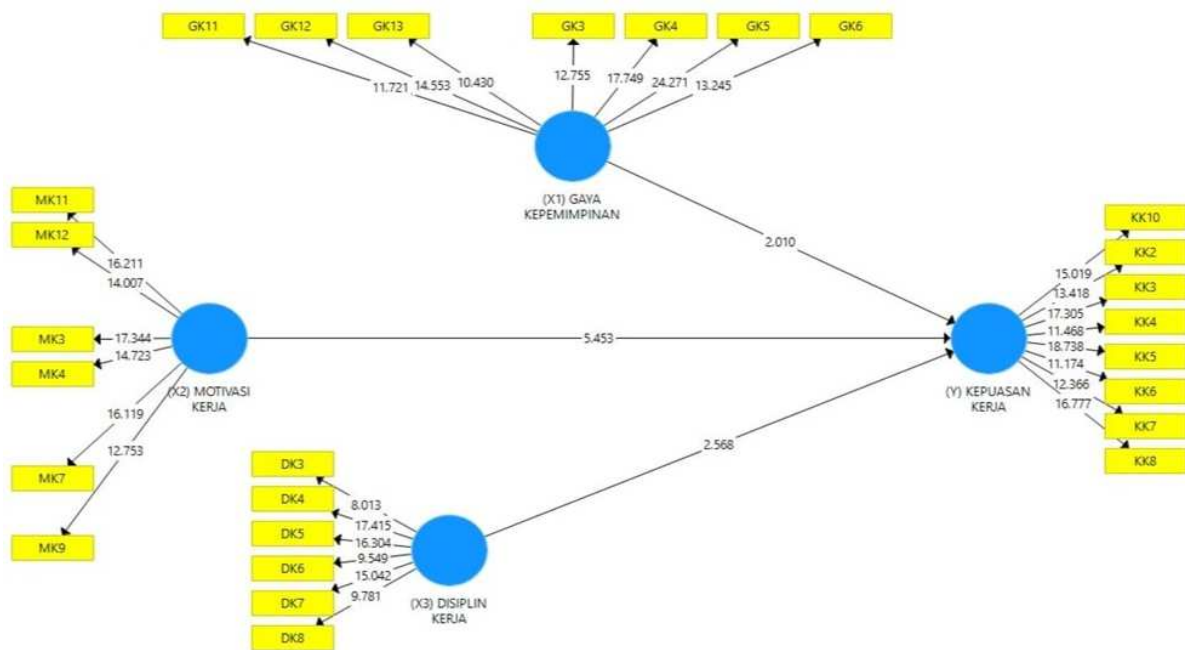 GK11
GK12
GK13
GK3
GK4
GK5
GK6
11.721
14.553
10.430
12.755
17.749
24.271
13.245
(X1) GAYA
KEPEMIMPINAN
MK11
MK12
MK3
MK4
MK7
MK9
16.211
14.007
17.344
14.723
16.119
12.753
(X2) MOTIVASI
KERJA
2.010
5.453
2.568
KK10
KK2
KK3
KK4
KK5
KK6
KK7
KK8
15.019
13.418
17.305
11.468
18.738
11.174
12.366
16.777
(Y) KEPUASAN
KERJA
DK3
DK4
DK5
DK6
DK7
DK8
8.013
17.415
16.304
9.549
15.042
9.781
(X3) DISIPLIN
KERJA